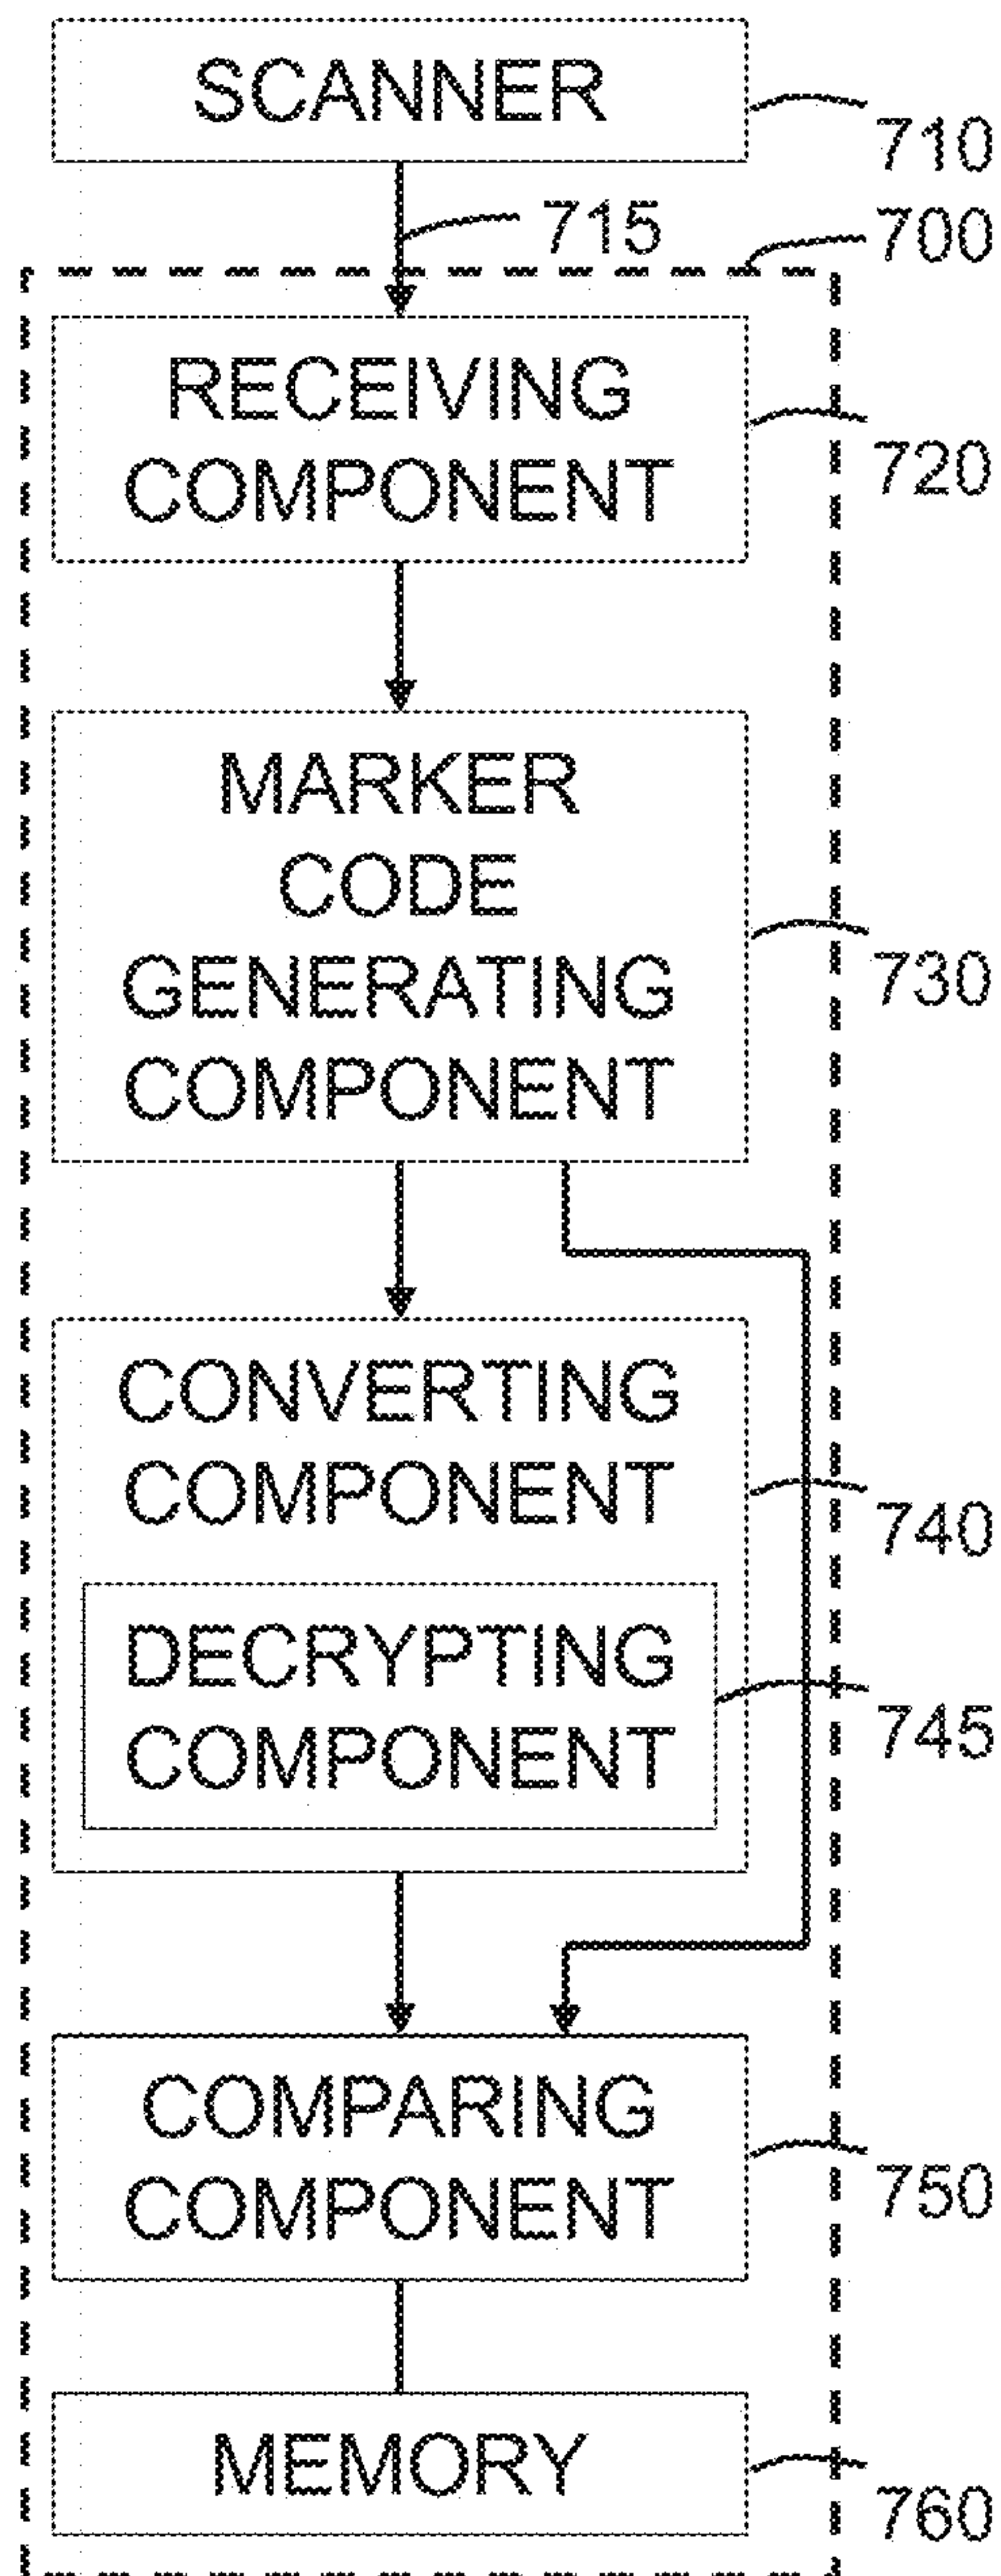 SCANNER
710
715
700
RECEIVING
COMPONENT
720
MARKER
CODE
GENERATING
COMPONENT
730
CONVERTING
COMPONENT
740
DECRYPTING
COMPONENT
745
COMPARING
COMPONENT
750
MEMORY
760